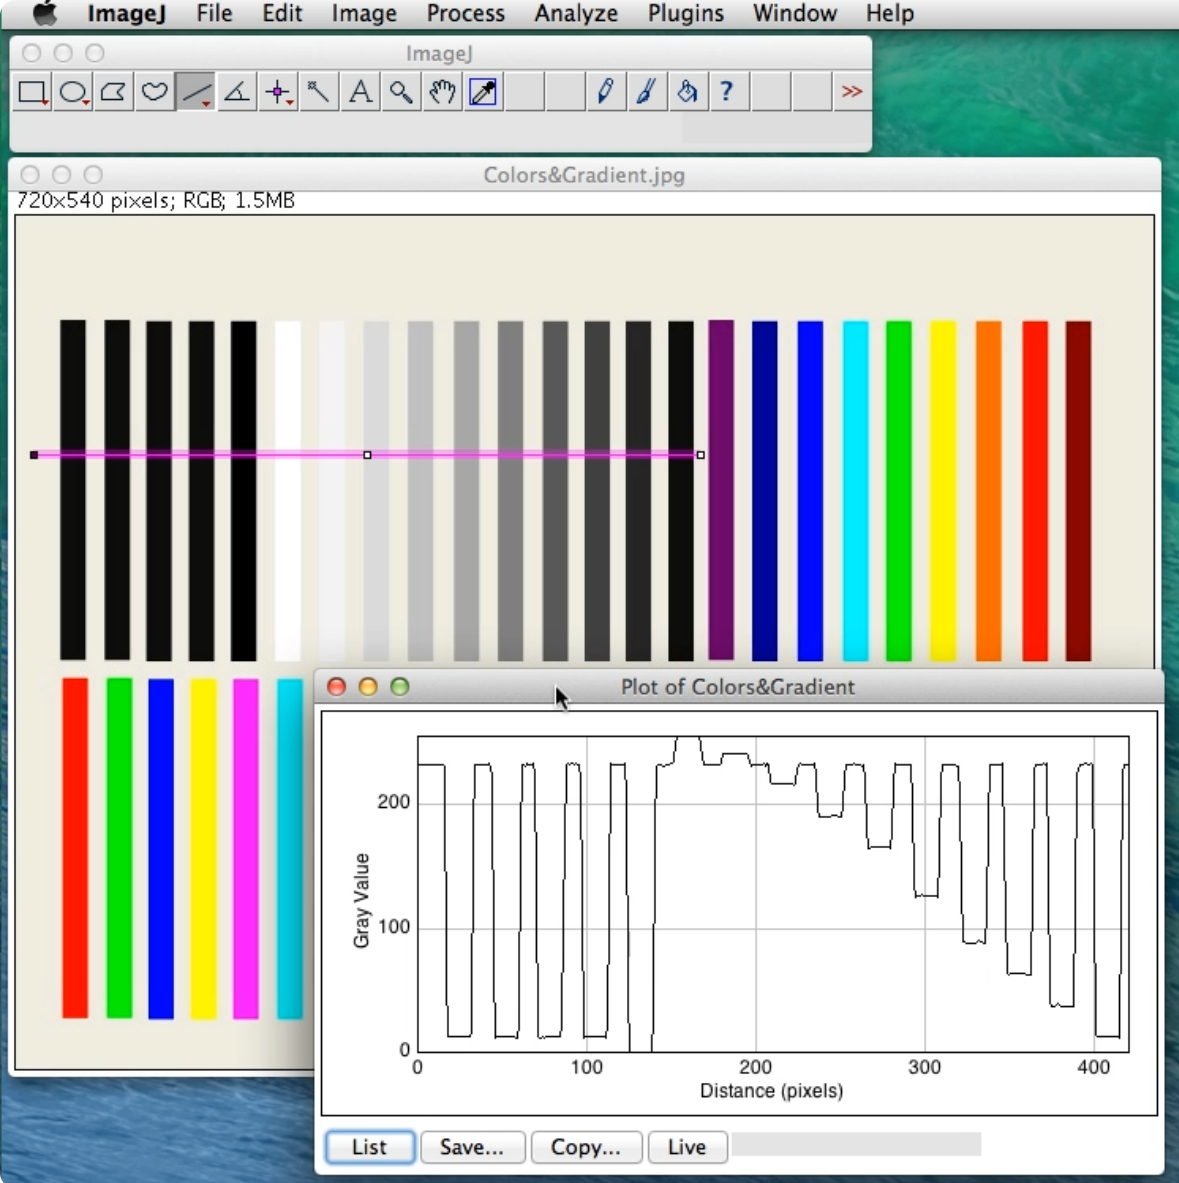 ImageJ File Edit Image Process Analyze Plugins Window Help
ImageJ
A ? >>
Colors&Gradient.jpg
720x540 pixels; RGB; 1.5MB
Plot of Colors&Gradient
200
100
0
Gray Value
0 100 200 300 400
Distance (pixels)
List Save... Copy... Live